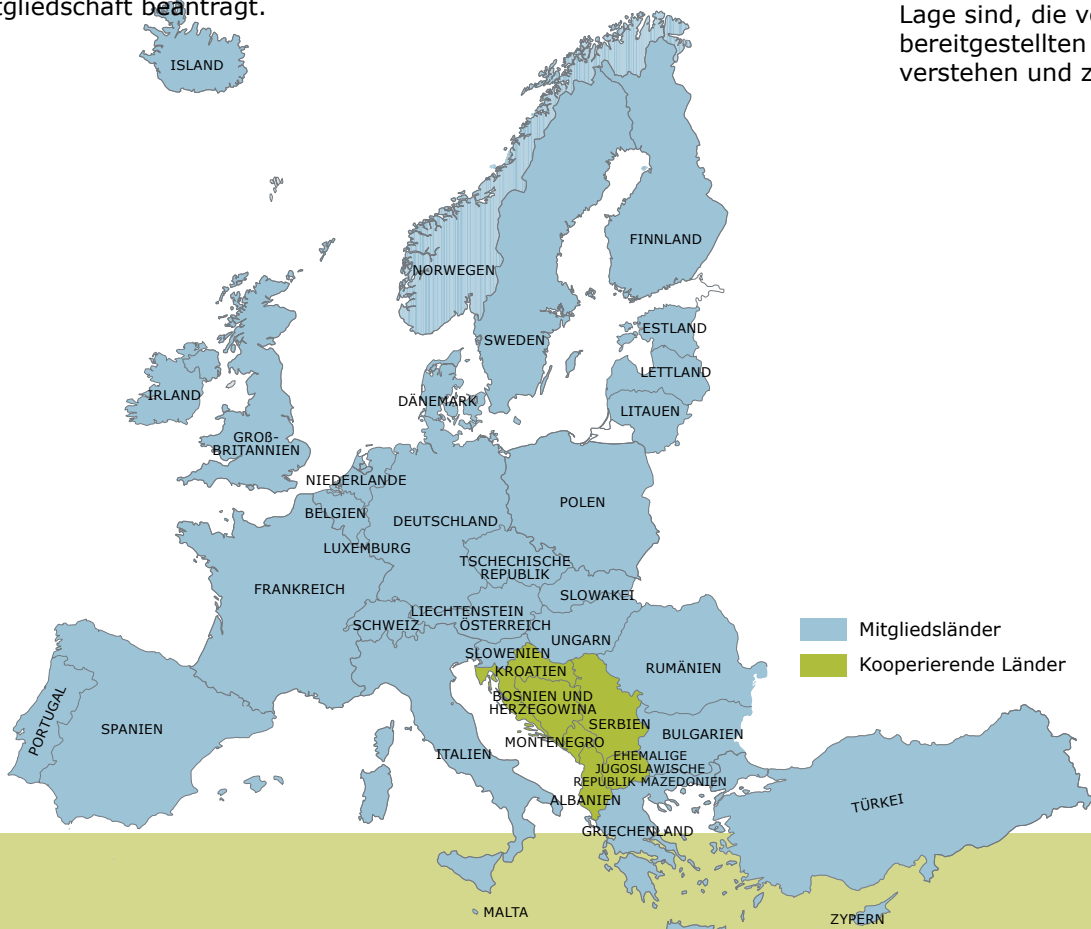 tgliedschaft beantragt.
Lage sind, die v
bereitgestellten
verstehen und z
ISLAND
FINNLAND
NORWEGEN
ESTLAND
SWEDEN
LETTLAND
IRLAND
DÄNEMARK
LITAUEN
GROß-
BRITANNIEN
NIEDERLANDE
POLEN
BELGIEN
DEUTSCHLAND
LUXEMBURG
TSCHECHISCHE
REPUBLIK
FRANKREICH
SLOWAKEI
LIECHTENSTEIN
SCHWEIZ
ÖSTERREICH
UNGARN
SLOWENIEN
KROATIEN
RUMÄNIEN
BOSNIEN UND
HERZEGOWINA
SERBIEN
PORTUGAL
SPANIEN
BULGARIEN
MONTENEGRO
ITALIEN
EHEMALIGE
JUGOSLAWISCHE
REPUBLIK MAZEDONIEN
ALBANIEN
TÜRKEI
GRIECHENLAND
MALTA
ZYPERN
Mitgliedsländer
Kooperierende Länder